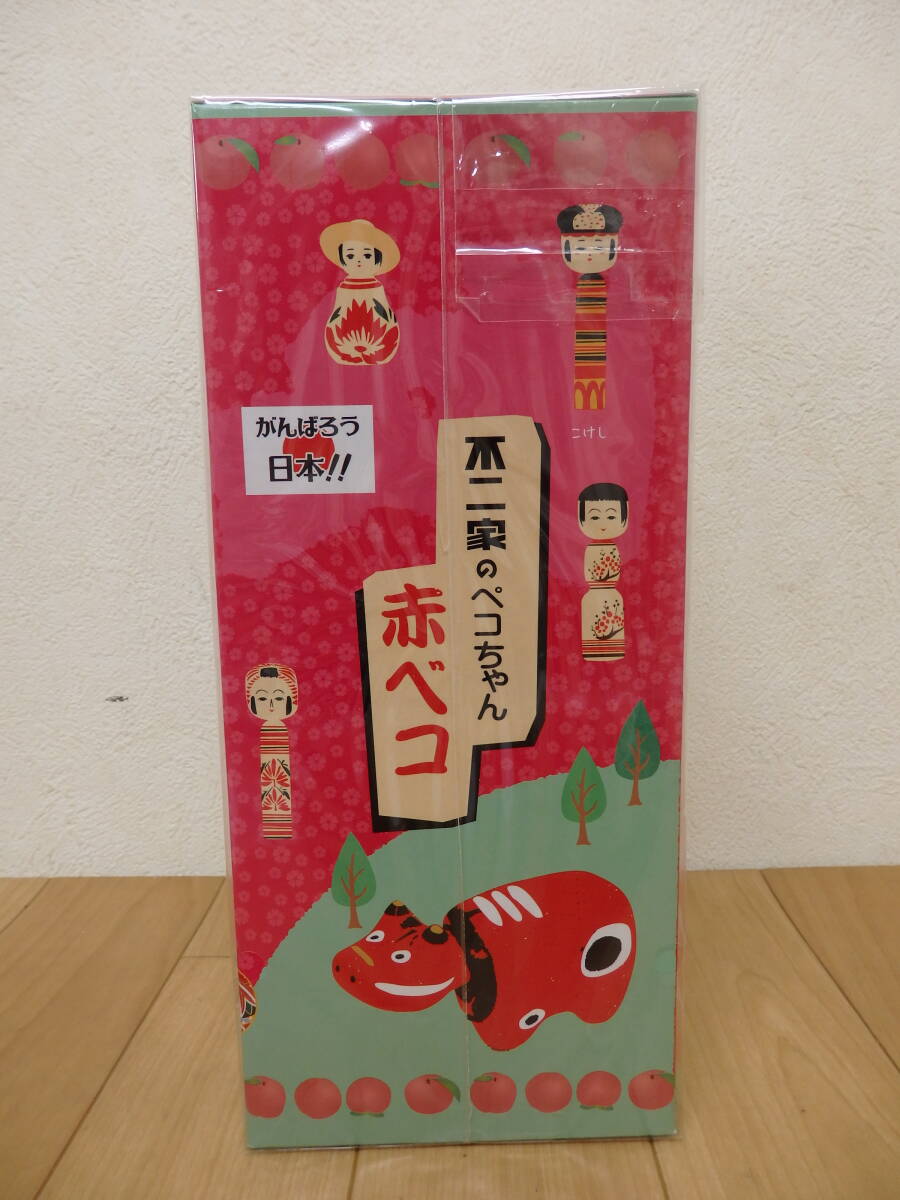 がんばろう
日本!!
不二家のペコちゃん
赤ベコ
こけし